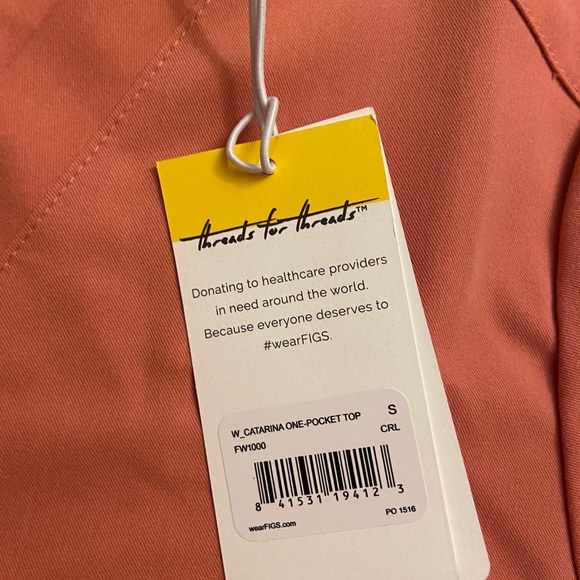 threads for threads™
Donating to healthcare providers
in need around the world.
Because everyone deserves to
#wearFIGS.
W_CATARINA ONE-POCKET TOP S
FW1000 CRL
8 41531 19412 3
wearFIGS.com PO 1516